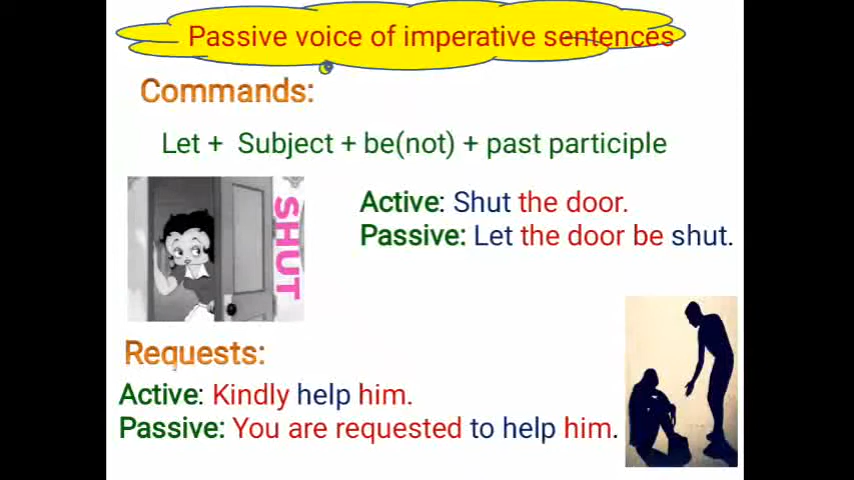 Passive voice of imperative sentences
Commands:
Let + Subject + be(not) + past participle
SHUT
Active: Shut the door.
Passive: Let the door be shut.
Requests:
Active: Kindly help him.
Passive: You are requested to help him.